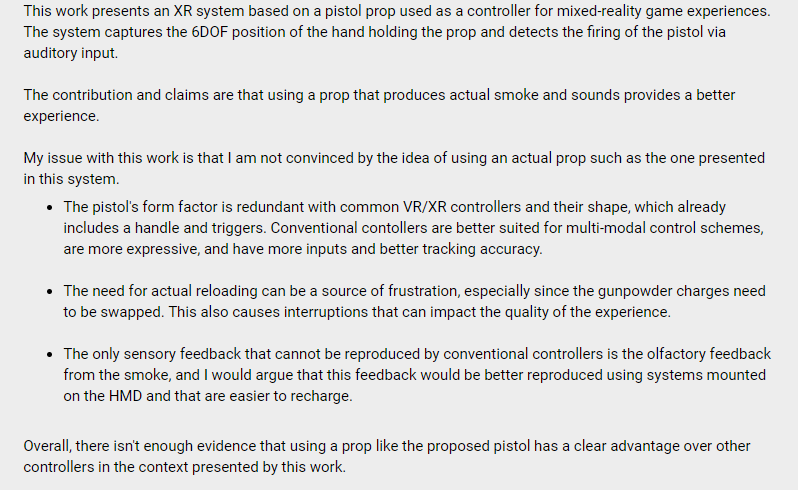 This work presents an XR system based on a pistol prop used as a controller for mixed-reality game experiences.
The system captures the 6DOF position of the hand holding the prop and detects the firing of the pistol via
auditory input.
The contribution and claims are that using a prop that produces actual smoke and sounds provides a better
experience.
My issue with this work is that I am not convinced by the idea of using an actual prop such as the one presented
in this system.
• The pistol's form factor is redundant with common VR/XR controllers and their shape, which already
includes a handle and triggers. Conventional contollers are better suited for multi-modal control schemes,
are more expressive, and have more inputs and better tracking accuracy.
• The need for actual reloading can be a source of frustration, especially since the gunpowder charges need
to be swapped. This also causes interruptions that can impact the quality of the experience.
• The only sensory feedback that cannot be reproduced by conventional controllers is the olfactory feedback
from the smoke, and I would argue that this feedback would be better reproduced using systems mounted
on the HMD and that are easier to recharge.
Overall, there isn't enough evidence that using a prop like the proposed pistol has a clear advantage over other
controllers in the context presented by this work.